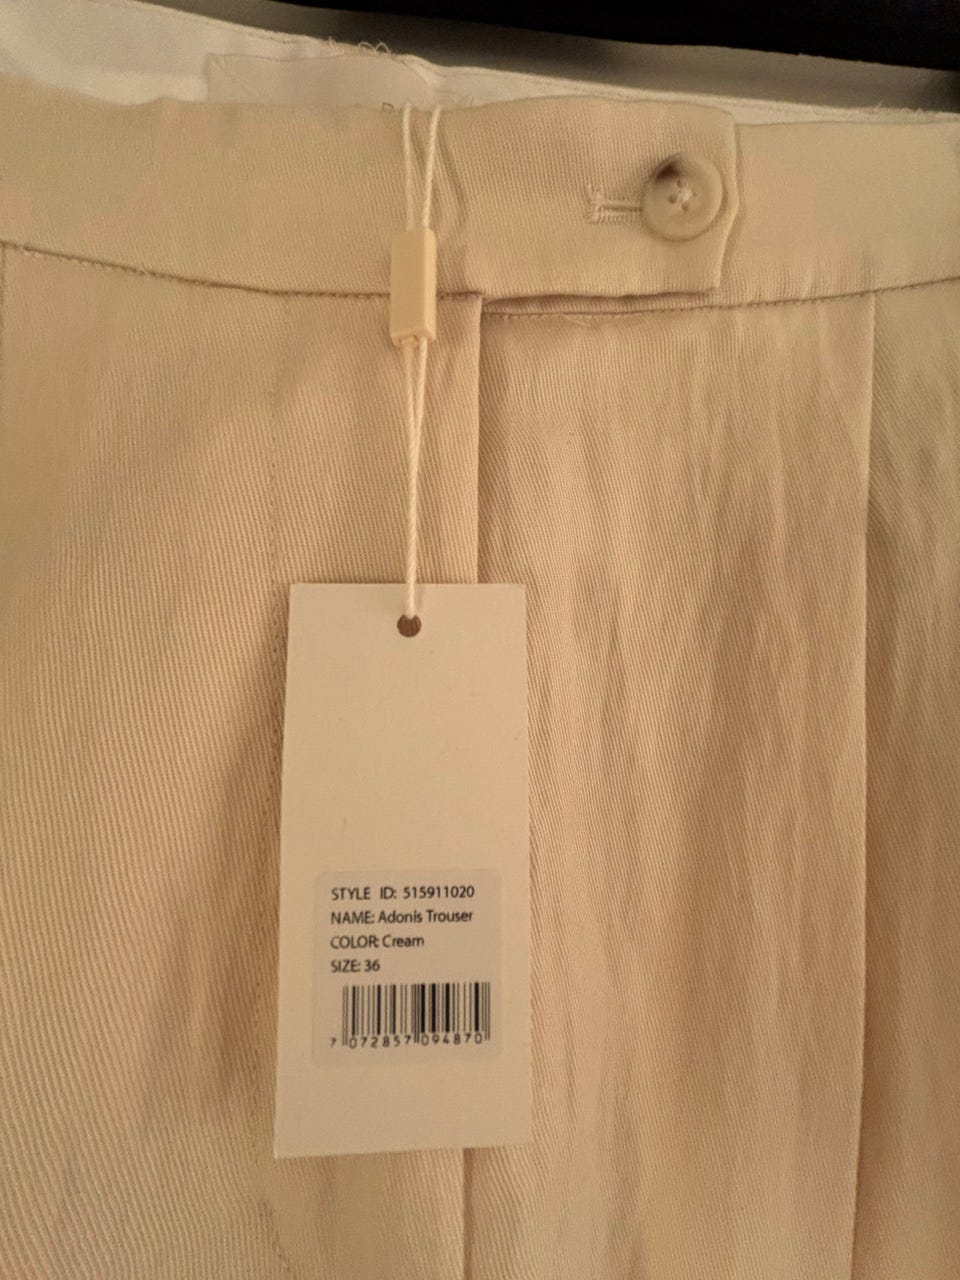 STYLE ID: 515911020
NAME: Adonis Trouser
COLOR: Cream
SIZE: 36
7 072857 094870